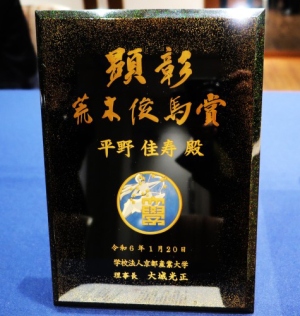 顕彰
荒木俊馬賞
平野 佳寿 殿
令和6年1月20日
学校法人京都産業大学
理事長 大城光正